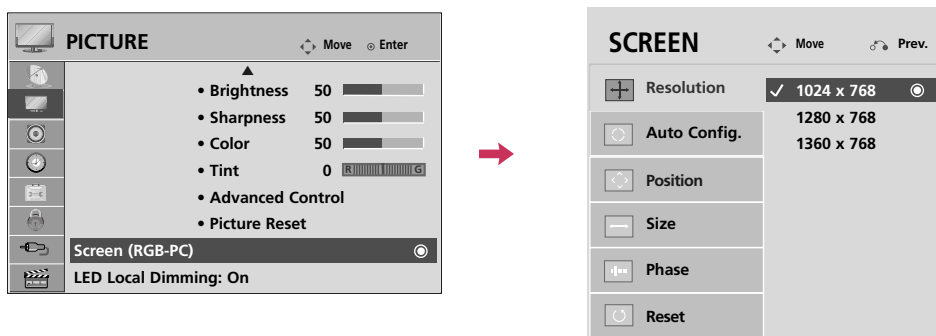 PICTURE
Move ⊙ Enter
• Brightness 50
• Sharpness 50
• Color 50
• Tint 0 R G
• Advanced Control
• Picture Reset
Screen (RGB-PC)
LED Local Dimming: On
SCREEN
Move Prev.
Resolution
Auto Config.
Position
Size
Phase
Reset
✓ 1024 x 768
1280 x 768
1360 x 768